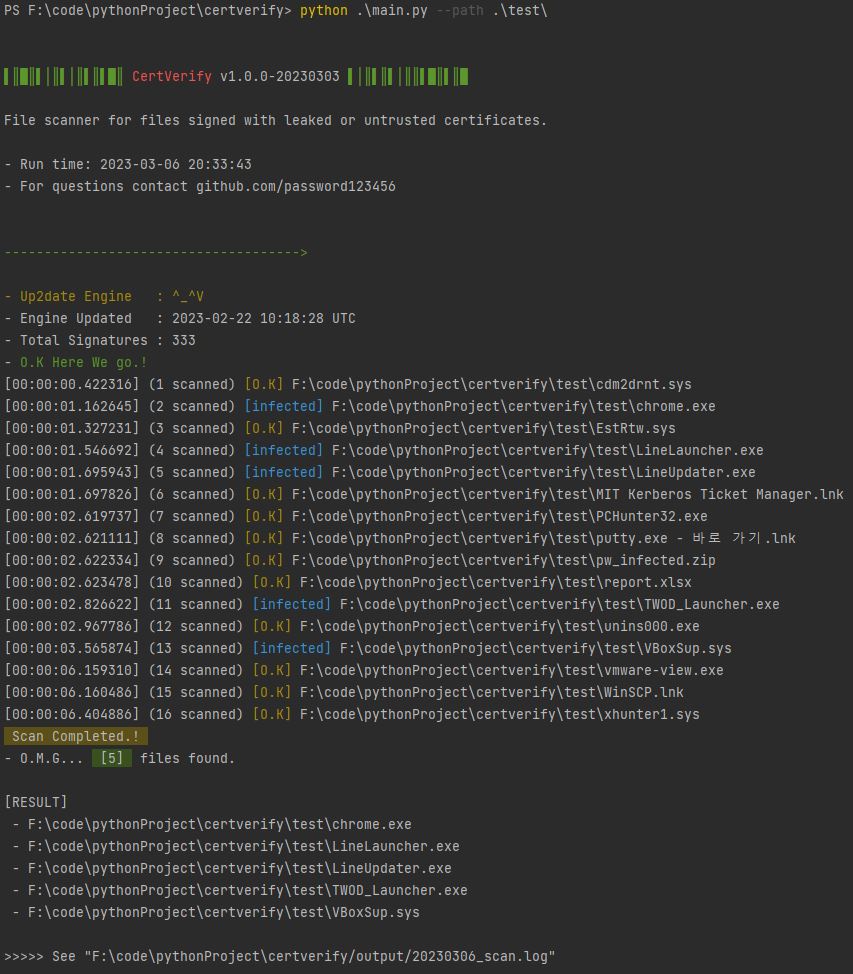 PS F:\code\pythonProject\certverify> python .\main.py --path .\test\
CertVerify v1.0.0-20230303
File scanner for files signed with leaked or untrusted certificates.
- Run time: 2023-03-06 20:33:43
- For questions contact github.com/password123456
------------------------------------->
- Up2date Engine   : ^_^V
- Engine Updated   : 2023-02-22 10:18:28 UTC
- Total Signatures : 333
- O.K Here We go.!
[00:00:00.422316] (1 scanned) [O.K] F:\code\pythonProject\certverify\test\cdm2drnt.sys
[00:00:01.162645] (2 scanned) [infected] F:\code\pythonProject\certverify\test\chrome.exe
[00:00:01.327231] (3 scanned) [O.K] F:\code\pythonProject\certverify\test\EstRtw.sys
[00:00:01.546692] (4 scanned) [infected] F:\code\pythonProject\certverify\test\LineLauncher.exe
[00:00:01.695943] (5 scanned) [infected] F:\code\pythonProject\certverify\test\LineUpdater.exe
[00:00:01.697826] (6 scanned) [O.K] F:\code\pythonProject\certverify\test\MIT Kerberos Ticket Manager.lnk
[00:00:02.619737] (7 scanned) [O.K] F:\code\pythonProject\certverify\test\PCHunter32.exe
[00:00:02.621111] (8 scanned) [O.K] F:\code\pythonProject\certverify\test\putty.exe - 바로 가기.lnk
[00:00:02.622334] (9 scanned) [O.K] F:\code\pythonProject\certverify\test\pw_infected.zip
[00:00:02.623478] (10 scanned) [O.K] F:\code\pythonProject\certverify\test\report.xlsx
[00:00:02.826622] (11 scanned) [infected] F:\code\pythonProject\certverify\test\TWOD_Launcher.exe
[00:00:02.967786] (12 scanned) [O.K] F:\code\pythonProject\certverify\test\unins000.exe
[00:00:03.565874] (13 scanned) [infected] F:\code\pythonProject\certverify\test\VBoxSup.sys
[00:00:06.159310] (14 scanned) [O.K] F:\code\pythonProject\certverify\test\vmware-view.exe
[00:00:06.160486] (15 scanned) [O.K] F:\code\pythonProject\certverify\test\WinSCP.lnk
[00:00:06.404886] (16 scanned) [O.K] F:\code\pythonProject\certverify\test\xhunter1.sys
Scan Completed.!
- O.M.G... [5] files found.
[RESULT]
- F:\code\pythonProject\certverify\test\chrome.exe
- F:\code\pythonProject\certverify\test\LineLauncher.exe
- F:\code\pythonProject\certverify\test\LineUpdater.exe
- F:\code\pythonProject\certverify\test\TWOD_Launcher.exe
- F:\code\pythonProject\certverify\test\VBoxSup.sys
>>>>> See "F:\code\pythonProject\certverify/output/20230306_scan.log"